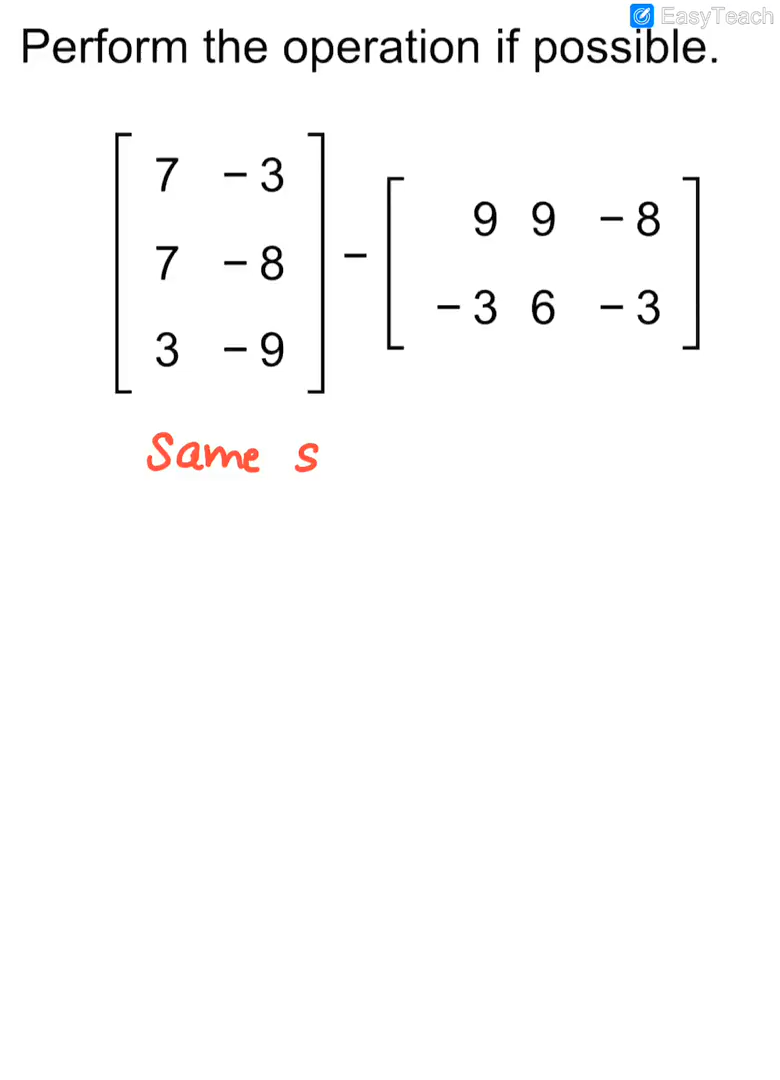 EasyTeach
Perform the operation if possible.
7 −3
7 −8
3 −9
−
9 9 −8
−3 6 −3
Same s